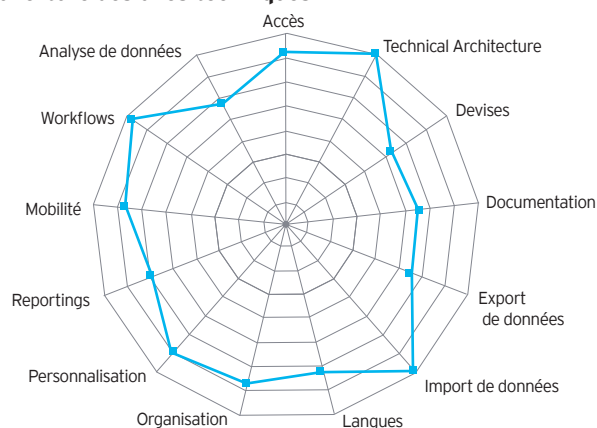 Accès
Technical Architecture
Analyse de données
Devises
Workflows
Documentation
Mobilité
Export
de données
Reportings
Personnalisation
Import de données
Organisation
Langues